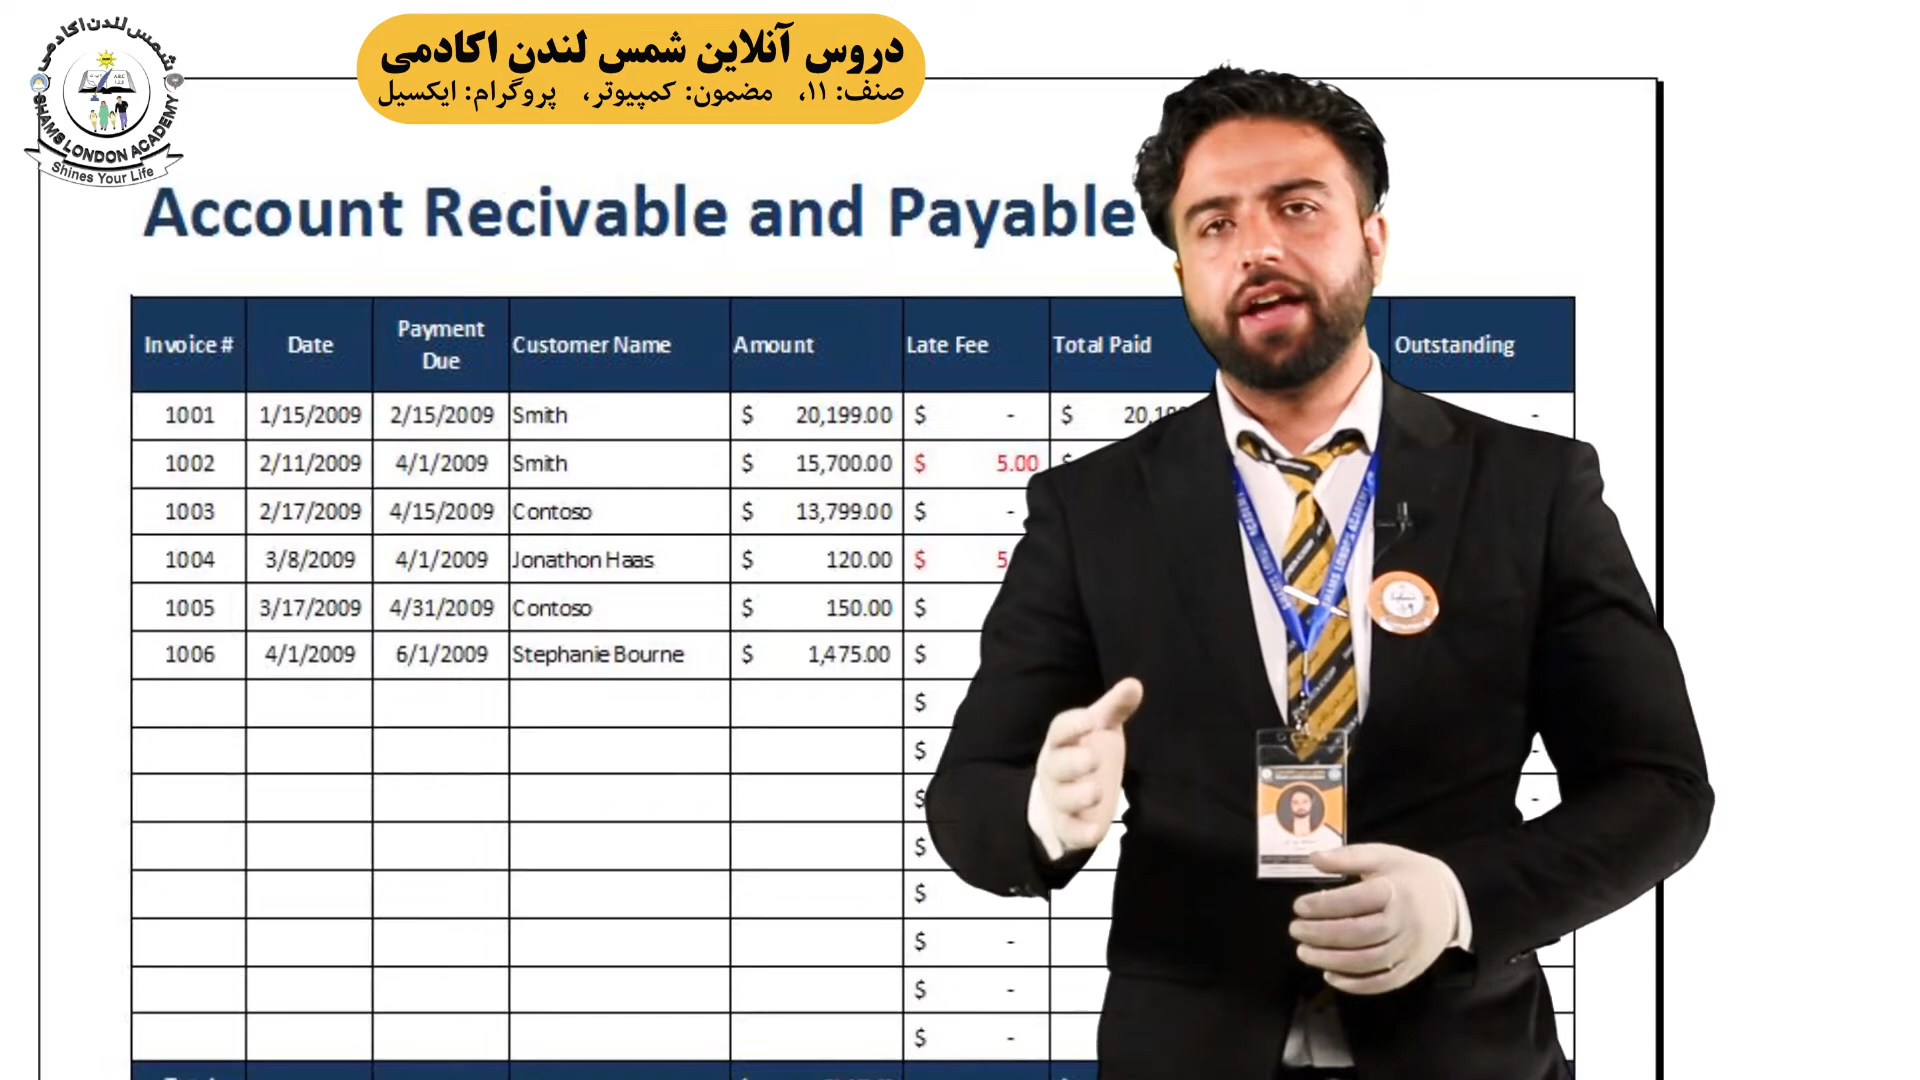 شمس لندن اکادمی
SHAMS LONDON ACADEMY
Shines Your Life
دروس آنلاین شمس لندن اکادمی
صنف: ۱۱، مضمون: کمپیوتر، پروگرام: ایکسیل
Account Recivable and Payable
Invoice # Date Payment Due Customer Name Amount Late Fee Total Paid Outstanding
1001 1/15/2009 2/15/2009 Smith $ 20,199.00 $ - $ -
1002 2/11/2009 4/1/2009 Smith $ 15,700.00 $ 5.00
1003 2/17/2009 4/15/2009 Contoso $ 13,799.00 $ -
1004 3/8/2009 4/1/2009 Jonathon Haas $ 120.00 $ 5
1005 3/17/2009 4/31/2009 Contoso $ 150.00 $
1006 4/1/2009 6/1/2009 Stephanie Bourne $ 1,475.00 $
$
$ -
$ -
$
$
$ -
$ -
$ -